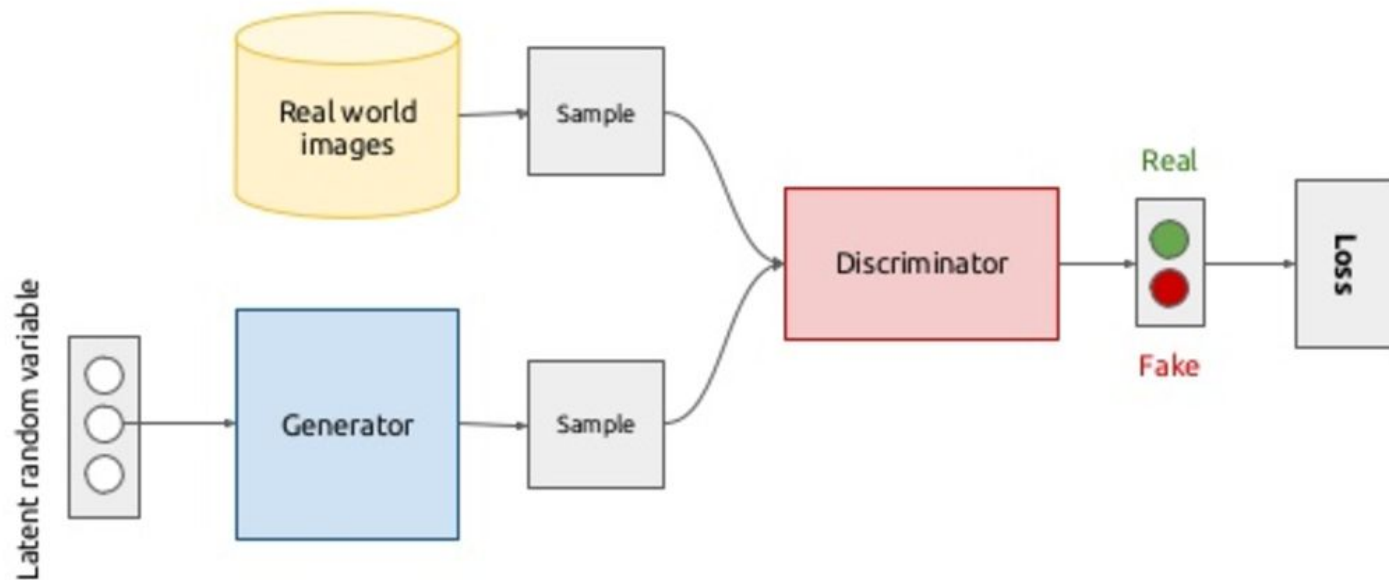 Real world
images
Sample
Real
Discriminator
Loss
Fake
Latent random variable
Generator
Sample